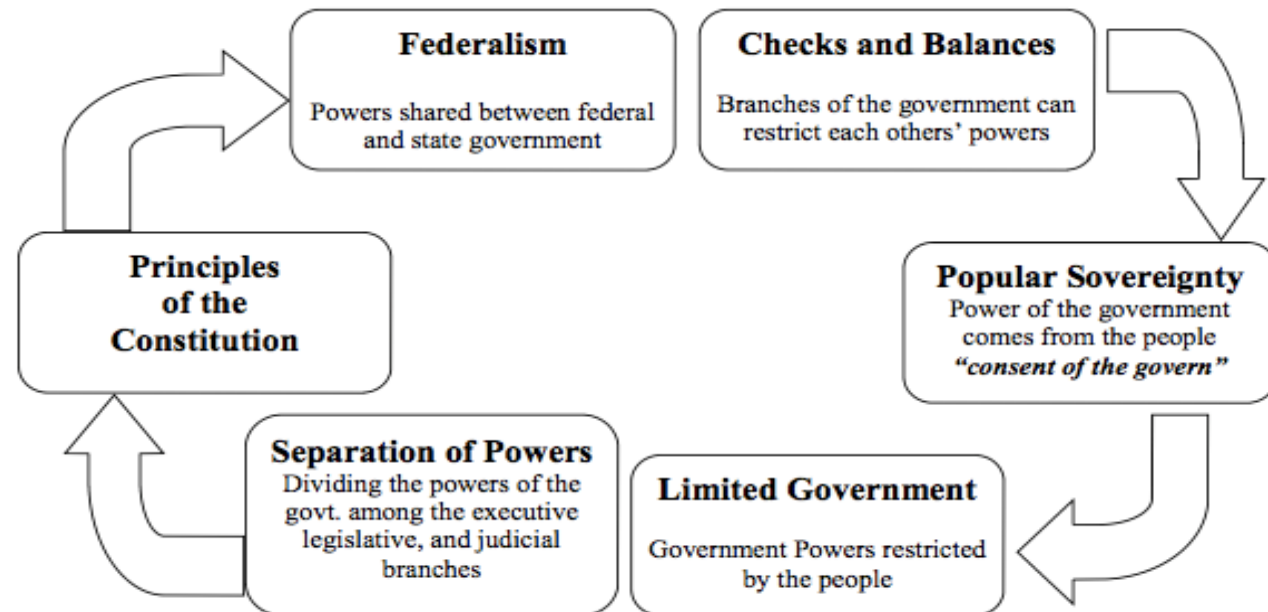 Federalism
Powers shared between federal
and state government
Checks and Balances
Branches of the government can
restrict each others’ powers
Principles
of the
Constitution
Popular Sovereignty
Power of the government
comes from the people
“consent of the govern”
Separation of Powers
Dividing the powers of the
govt. among the executive
legislative, and judicial
branches
Limited Government
Government Powers restricted
by the people